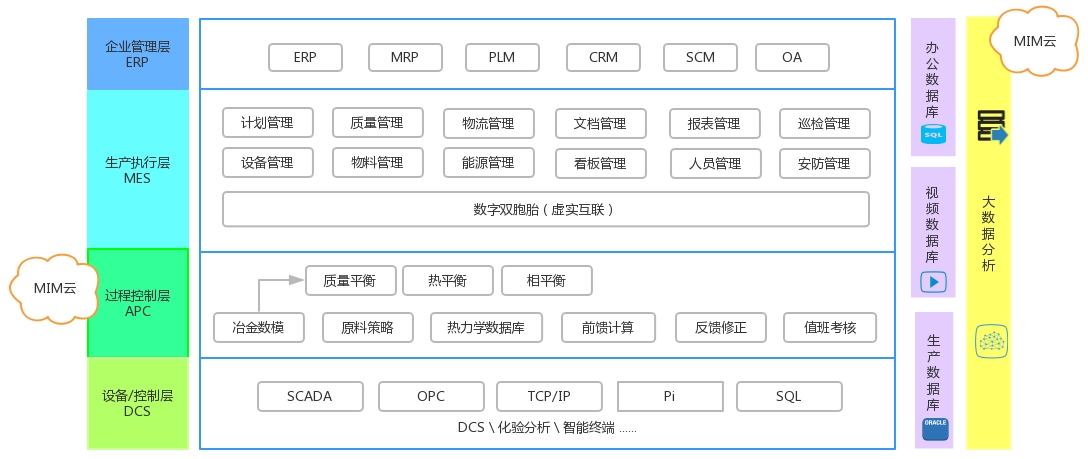 企业管理层
ERP
ERP
MRP
PLM
CRM
SCM
OA
生产执行层
MES
计划管理
质量管理
物流管理
文档管理
报表管理
巡检管理
设备管理
物料管理
能源管理
看板管理
人员管理
安防管理
数字双胞胎（虚实互联）
MIM云
过程控制层
APC
质量平衡
热平衡
相平衡
冶金数模
原料策略
热力学数据库
前馈计算
反馈修正
值班考核
设备/控制层
DCS
SCADA
OPC
TCP/IP
Pi
SQL
DCS \ 化验分析 \ 智能终端 ......
办公数据库
SQL
视频数据库
生产数据库
ORACLE
MIM云
大数据分析